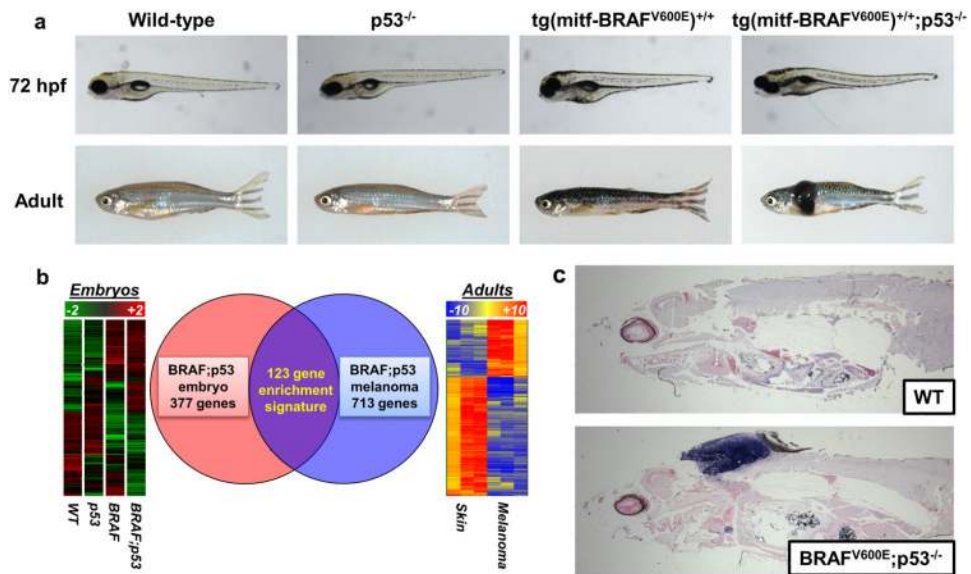 a
Wild-type
p53-/-
tg(mitf-BRAFV600E)+/+
tg(mitf-BRAFV600E)+/+;p53-/-
72 hpf
Adult
b
Embryos
-2 +2
WT
p53
BRAF
BRAF;p53
BRAF;p53
embryo
377 genes
123 gene
enrichment
signature
BRAF;p53
melanoma
713 genes
Adults
-10 +10
Skin
Melanoma
c
WT
BRAFV600E;p53-/-